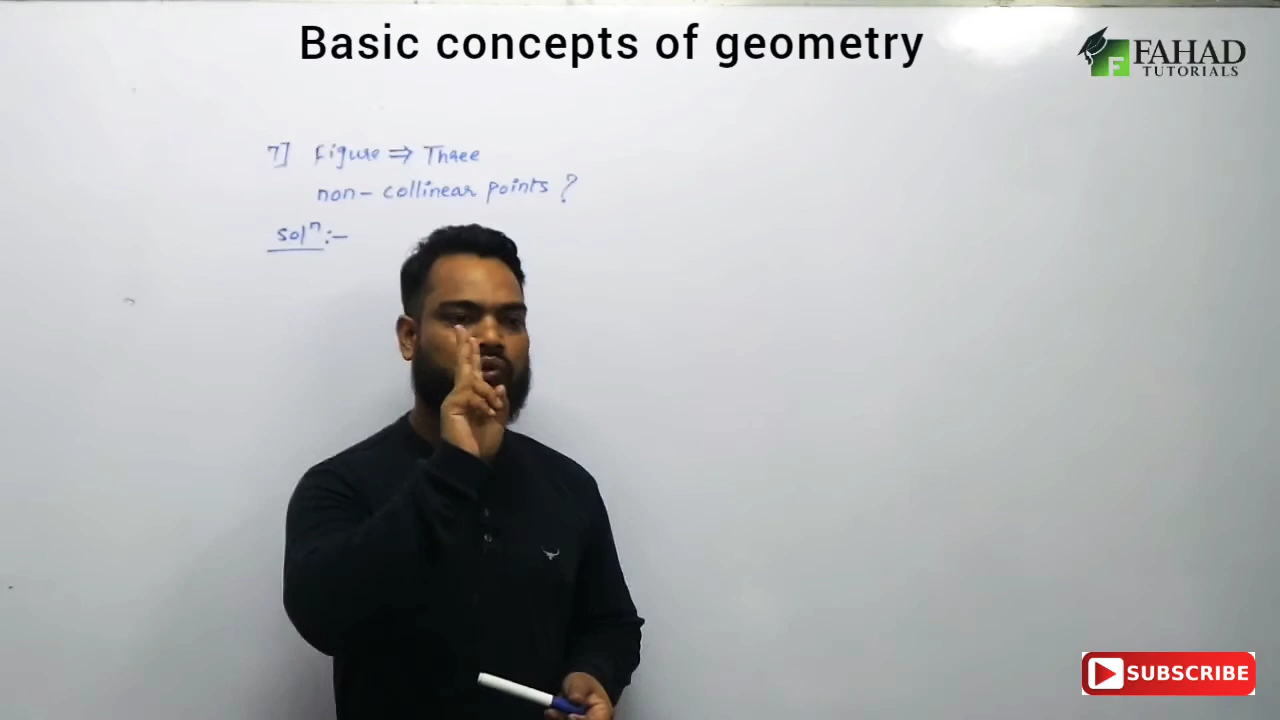 Basic concepts of geometry
FAHAD
TUTORIALS
7] Figure ⇒ Three
non-collinear points ?
Solⁿ:-
SUBSCRIBE